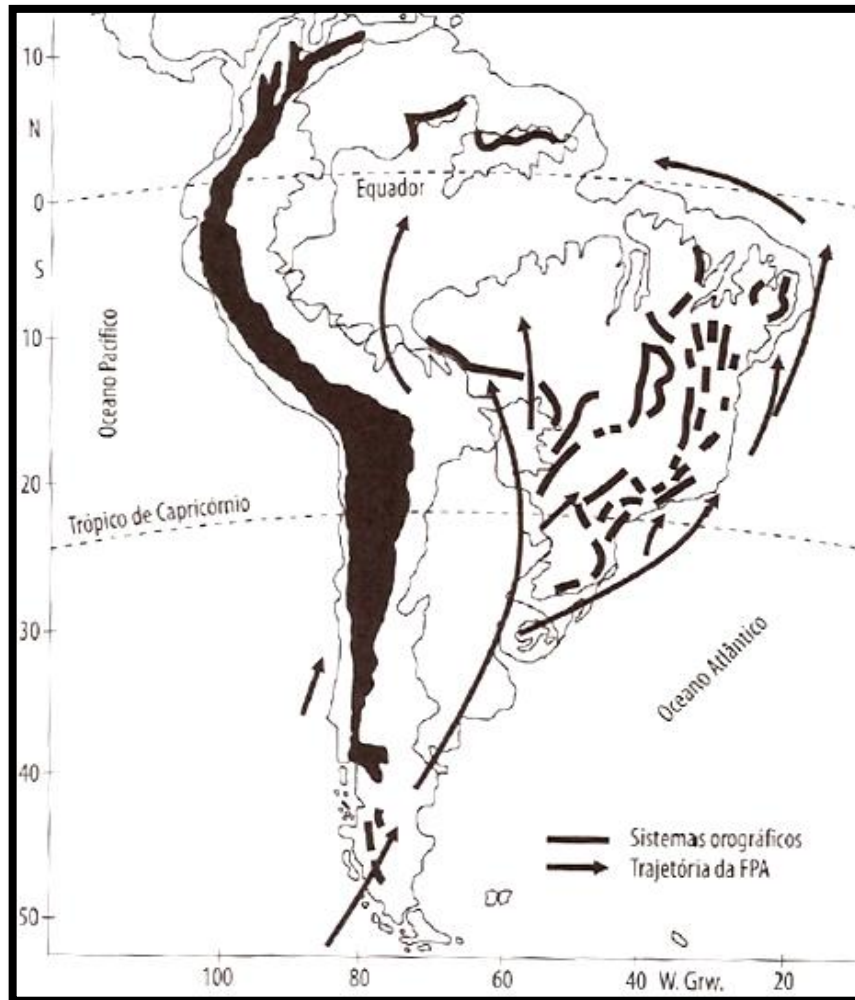 10
N
Equador
0
S
10
Oceano Pacífico
20
Trópico de Capricórnio
30
Oceano Atlântico
40
Sistemas orográficos
Trajetória da FPA
50
100
80
60
40
W. Grw.
20